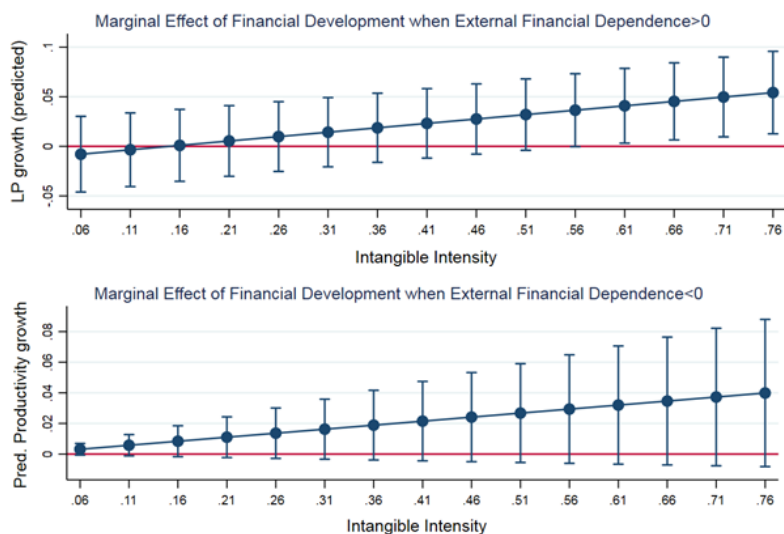 Marginal Effect of Financial Development when External Financial Dependence>0
LP growth (predicted)
.1
.05
0
-.05
.06 .11 .16 .21 .26 .31 .36 .41 .46 .51 .56 .61 .66 .71 .76
Intangible Intensity
Marginal Effect of Financial Development when External Financial Dependence<0
Pred. Productivity growth
.08
.06
.04
.02
0
.06 .11 .16 .21 .26 .31 .36 .41 .46 .51 .56 .61 .66 .71 .76
Intangible Intensity